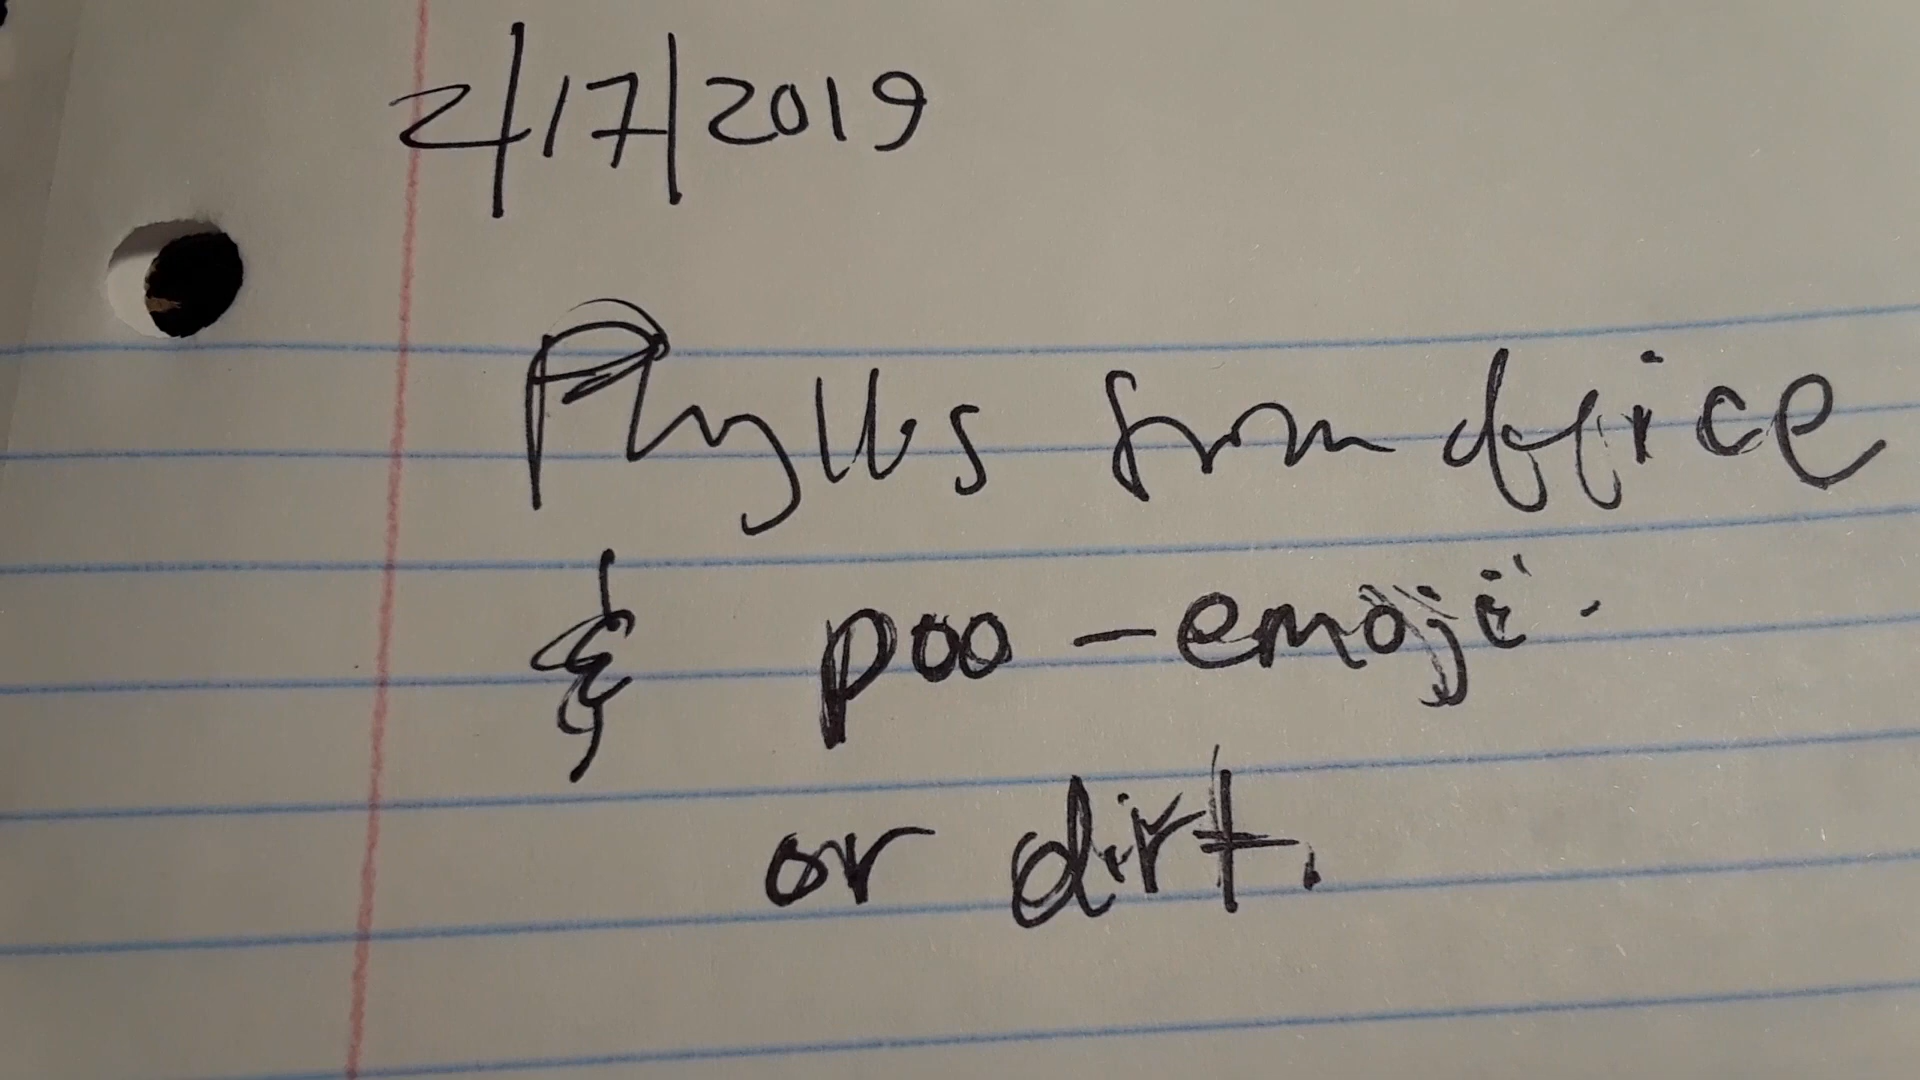 2/17/2019
Phyllis from office
& poo - emoji.
or dirt.